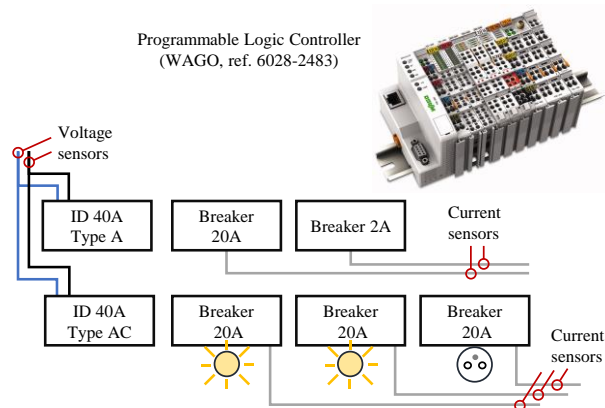 Programmable Logic Controller
(WAGO, ref. 6028-2483)
Voltage
sensors
ID 40A
Type A
Breaker
20A
Breaker 2A
Current
sensors
ID 40A
Type AC
Breaker
20A
Breaker
20A
Breaker
20A
Current
sensors